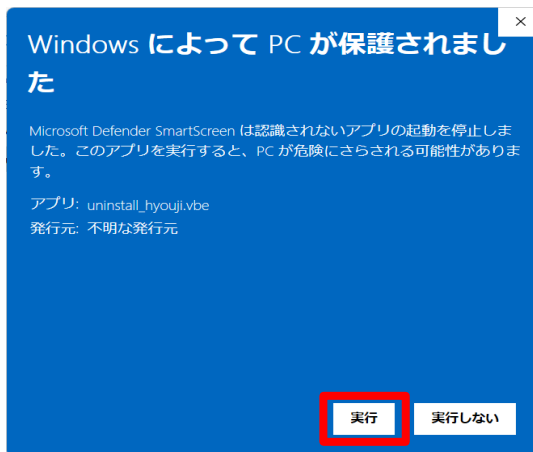 Windows によって PC が保護されまし
た
Microsoft Defender SmartScreen は認識されないアプリの起動を停止しま
した。このアプリを実行すると、PC が危険にさらされる可能性がありま
す。
アプリ: uninstall_hyouji.vbe
発行元: 不明な発行元
実行 実行しない